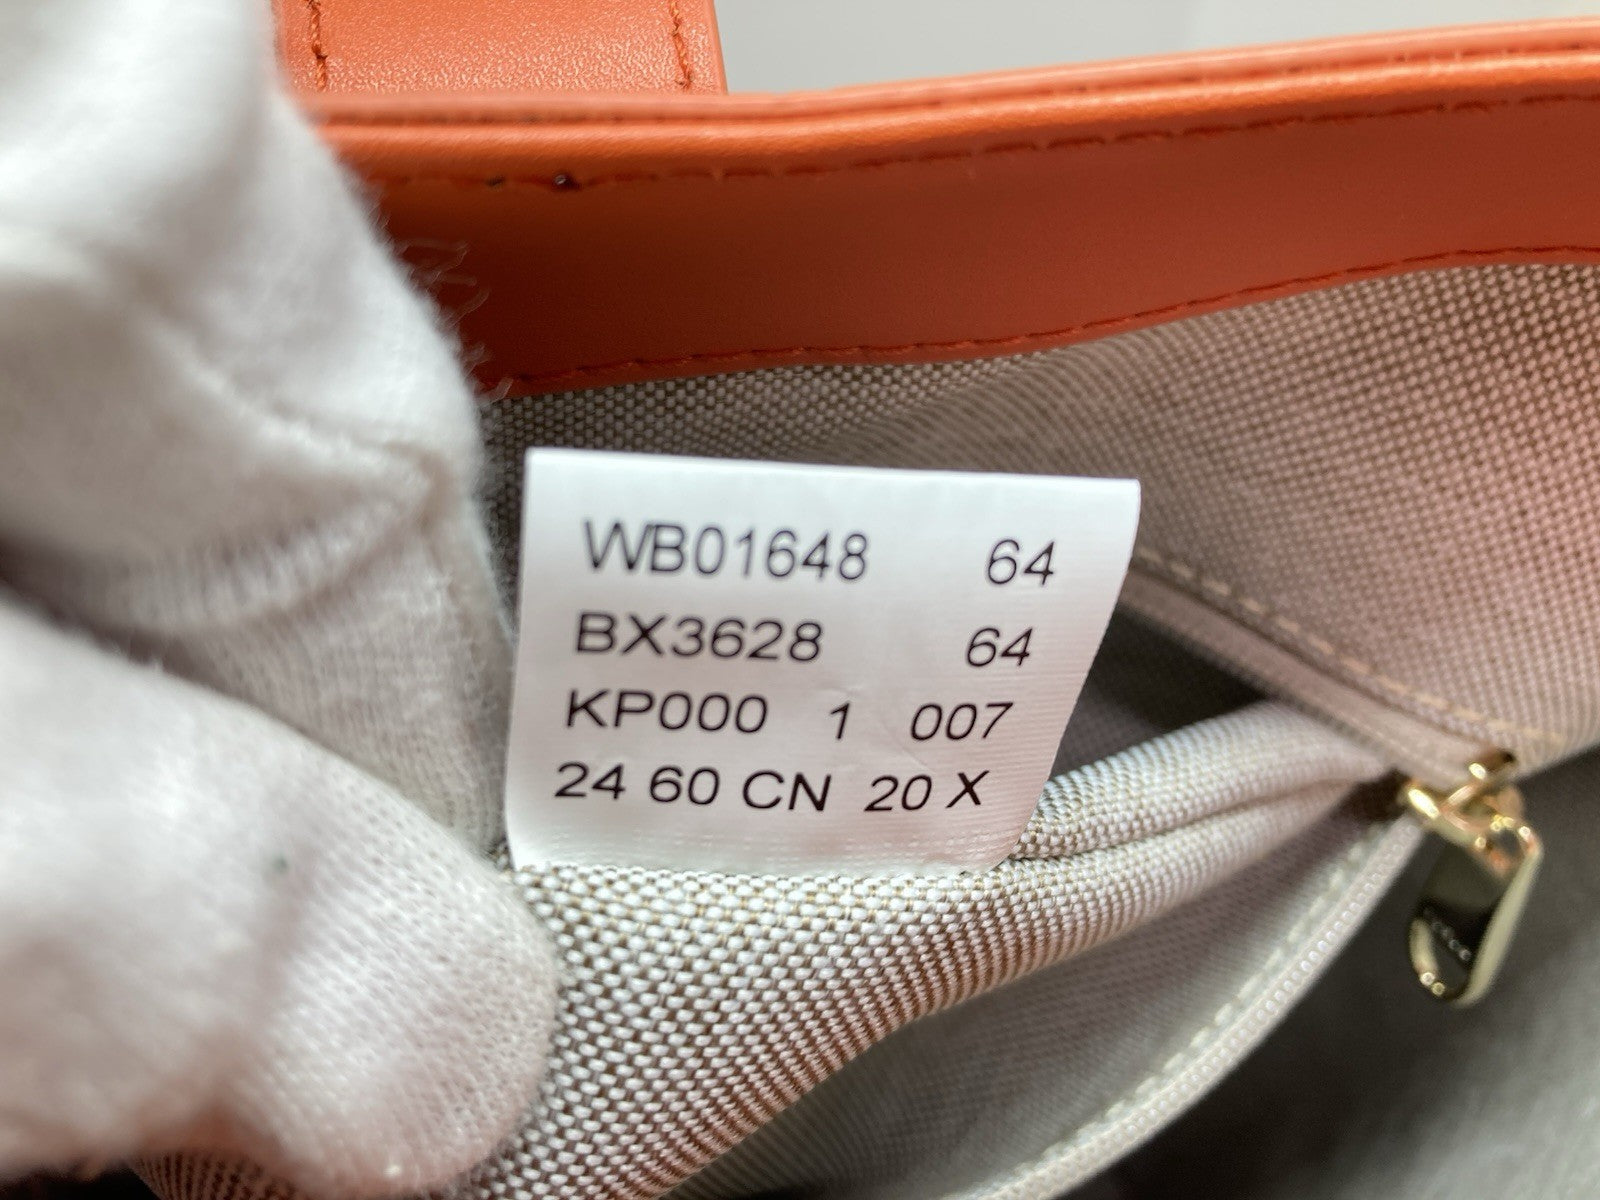 WB01648 64
BX3628 64
KP000 1 007
24 60 CN 20 X